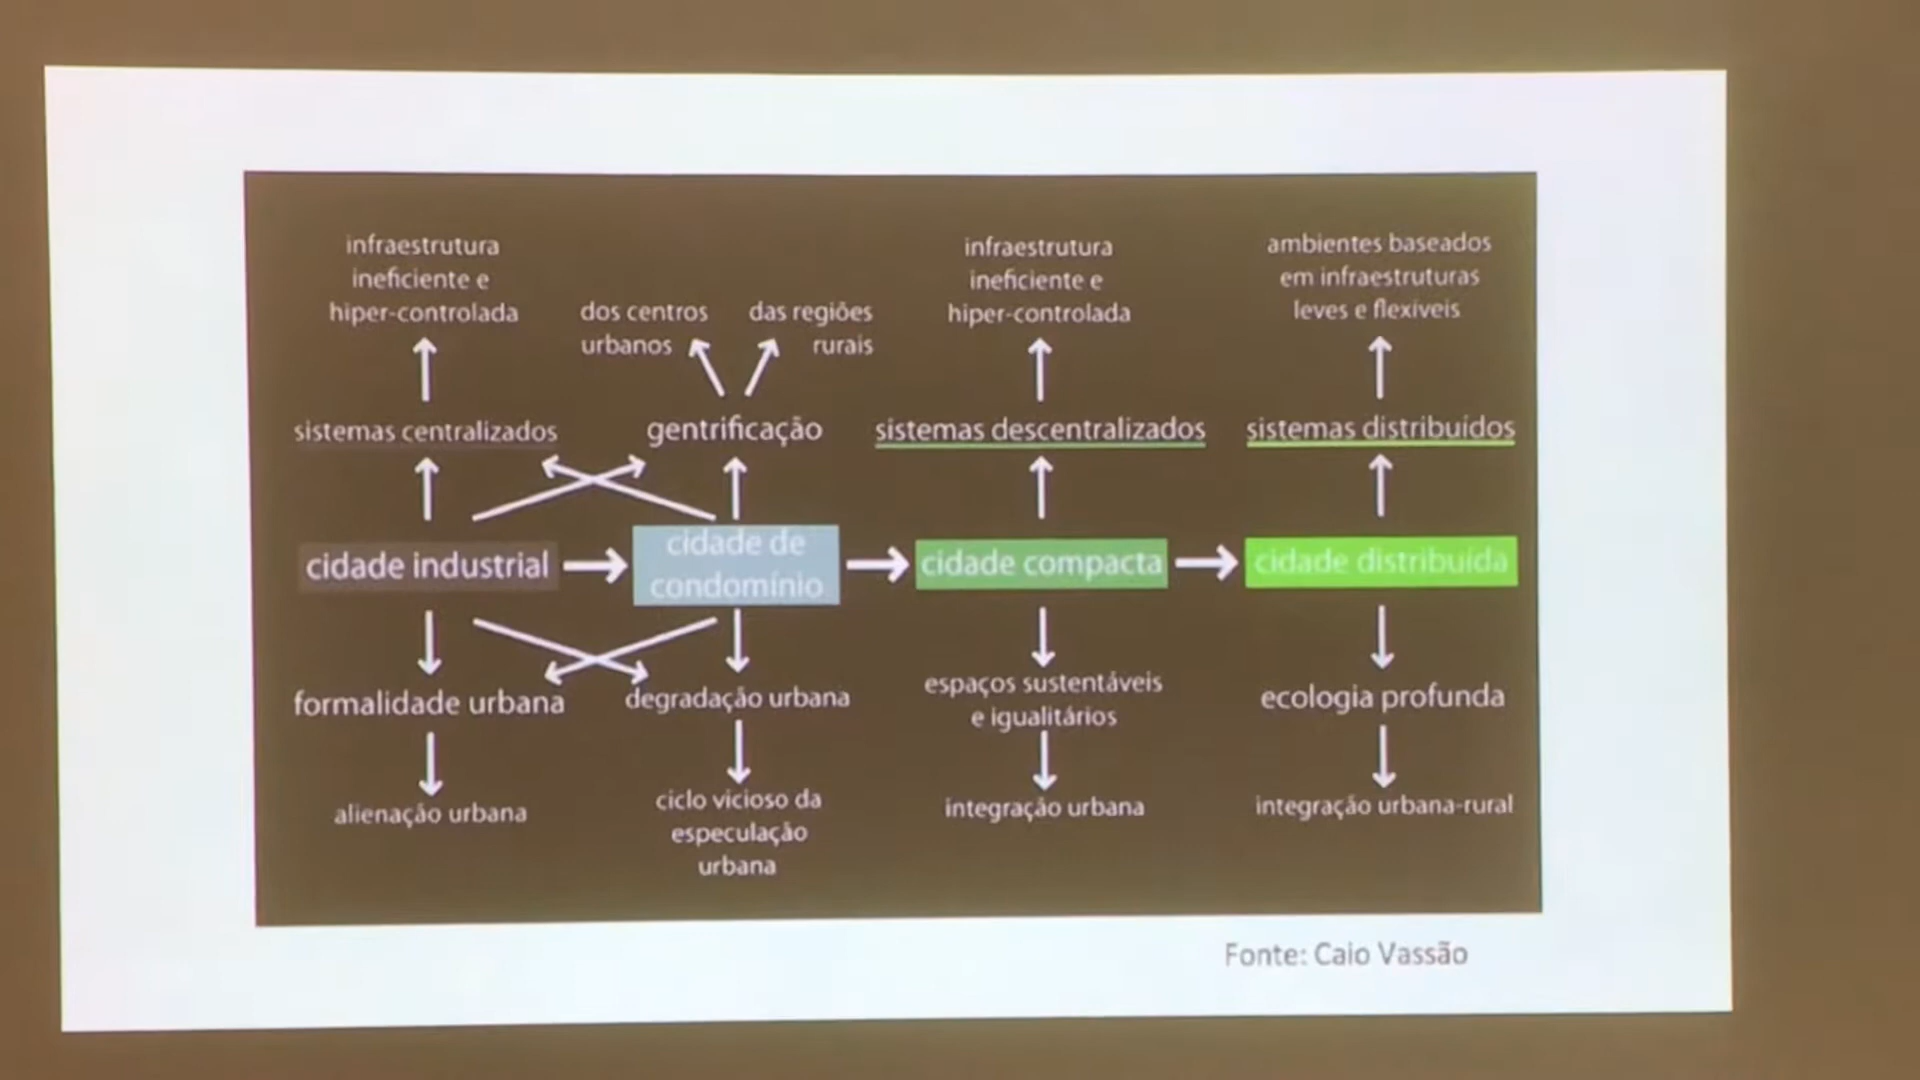 infraestrutura
ineficiente e
hiper-controlada
dos centros
urbanos
das regiões
rurais
infraestrutura
ineficiente e
hiper-controlada
ambientes baseados
em infraestruturas
leves e flexíveis
sistemas centralizados
gentrificação
sistemas descentralizados
sistemas distribuídos
cidade industrial
cidade de
condomínio
cidade compacta
cidade distribuída
formalidade urbana
degradação urbana
espaços sustentáveis
e igualitários
ecologia profunda
alienação urbana
ciclo vicioso da
especulação
urbana
integração urbana
integração urbana-rural
Fonte: Caio Vassão